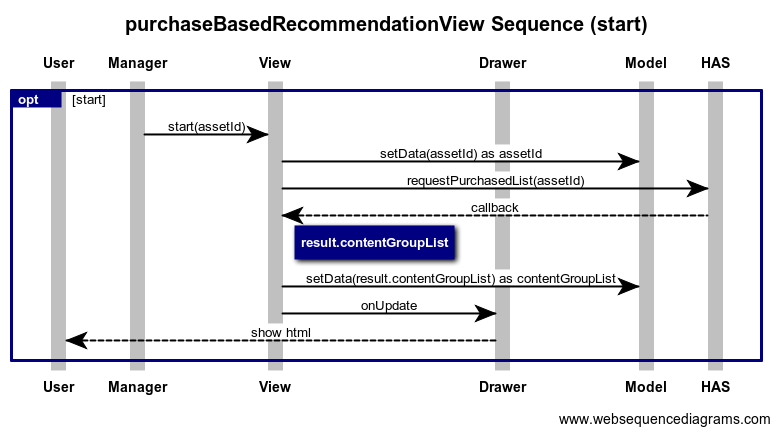 purchaseBasedRecommendationView Sequence (start)
User Manager View Drawer Model HAS
opt [start]
start(assetId)
setData(assetId) as assetId
requestPurchasedList(assetId)
callback
result.contentGroupList
setData(result.contentGroupList) as contentGroupList
onUpdate
show html
User Manager View Drawer Model HAS
www.websequencediagrams.com